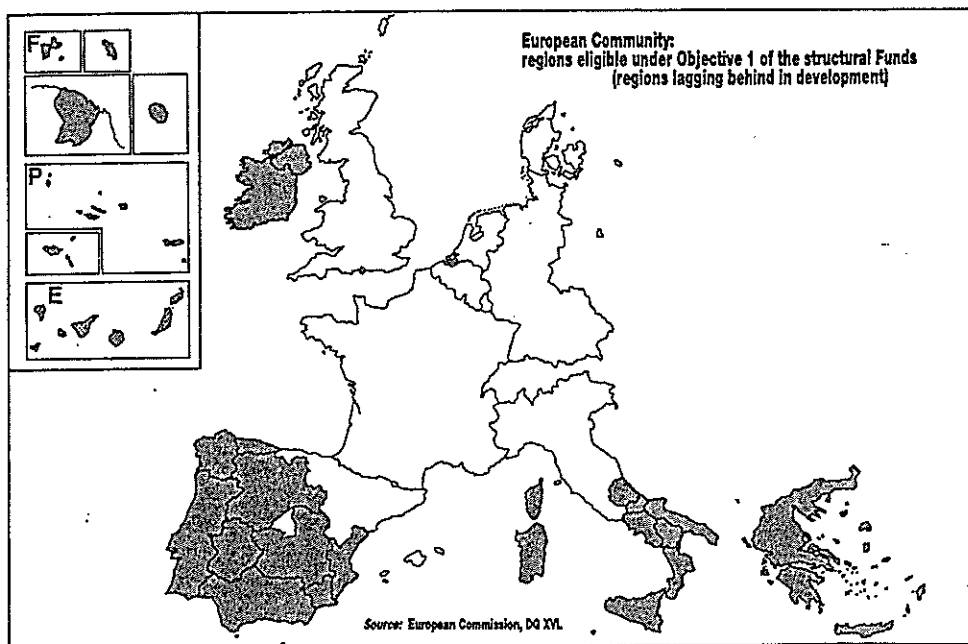 European Community:
regions eligible under Objective 1 of the structural Funds
(regions lagging behind in development)
F
P
E
Source: European Commission, DG XVI.